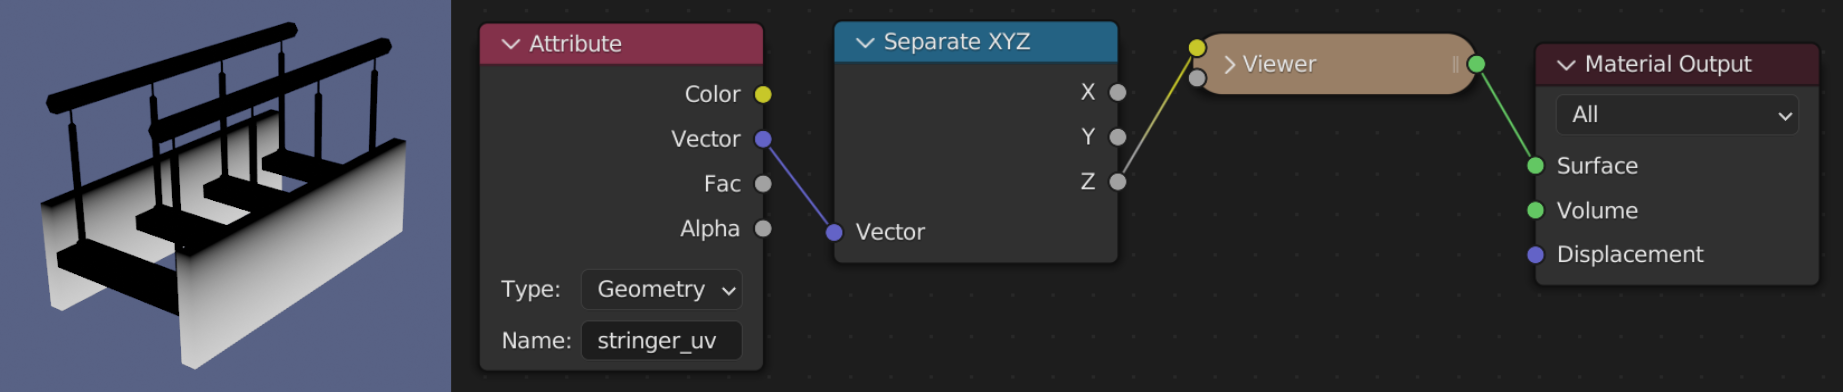 Attribute
Color
Vector
Fac
Alpha
Type: Geometry
Name: stringer_uv
Separate XYZ
X
Y
Z
Vector
Viewer
Material Output
All
Surface
Volume
Displacement